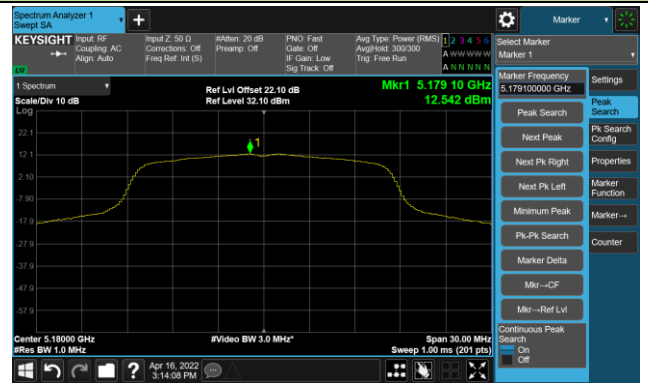 Spectrum Analyzer 1
Swept SA
Marker
KEYSIGHT
Input: RF
Coupling: AC
Align: Auto
Input Z: 50 Ω
Corrections: Off
Freq Ref: Int (S)
#Atten: 20 dB
Preamp: Off
PNO: Fast
Gate: Off
IF Gain: Low
Sig Track: Off
Avg Type: Power (RMS)
Avg|Hold: 300/300
Trig: Free Run
1 2 3 4 5 6
A W W W W W
A N N N N N
Select Marker
Marker 1
LW
1 Spectrum
Scale/Div 10 dB
Log
Ref Lvl Offset 22.10 dB
Ref Level 32.10 dBm
Mkr1 5.179 10 GHz
12.542 dBm
1
22.1
12.1
2.10
-7.90
-17.9
-27.9
-37.9
-47.9
-57.9
Center 5.18000 GHz
#Res BW 1.0 MHz
#Video BW 3.0 MHz*
Span 30.00 MHz
Sweep 1.00 ms (201 pts)
Marker Frequency
5.179100000 GHz
Peak Search
Next Peak
Next Pk Right
Next Pk Left
Minimum Peak
Pk-Pk Search
Marker Delta
Mkr→CF
Mkr→Ref Lvl
Continuous Peak
Search
On
Off
Settings
Peak
Search
Pk Search
Config
Properties
Marker
Function
Marker→
Counter
?
Apr 16, 2022
3:14:08 PM